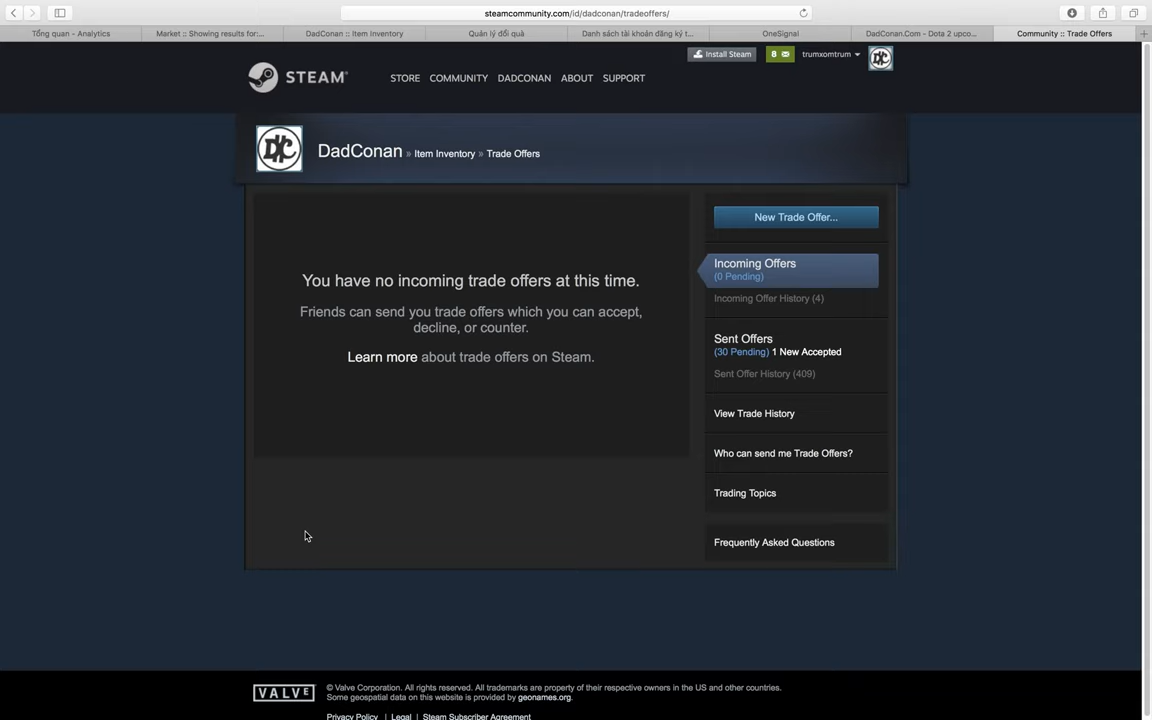 steamcommunity.com/id/dadconan/tradeoffers/
Tổng quan - Analytics
Market :: Showing results for:...
DadConan :: Item Inventory
Quản lý đổi quà
Danh sách tài khoản đăng ký t...
OneSignal
DadConan.Com - Dota 2 upco...
Community :: Trade Offers
Install Steam
8
trumxomtrum
STEAM
STORE
COMMUNITY
DADCONAN
ABOUT
SUPPORT
DC
DadConan » Item Inventory » Trade Offers
You have no incoming trade offers at this time.
Friends can send you trade offers which you can accept,
decline, or counter.
Learn more about trade offers on Steam.
New Trade Offer...
Incoming Offers
(0 Pending)
Incoming Offer History (4)
Sent Offers
(30 Pending) 1 New Accepted
Sent Offer History (409)
View Trade History
Who can send me Trade Offers?
Trading Topics
Frequently Asked Questions
VALVE
© Valve Corporation. All rights reserved. All trademarks are property of their respective owners in the US and other countries.
Some geospatial data on this website is provided by geonames.org.
Privacy Policy | Legal | Steam Subscriber Agreement